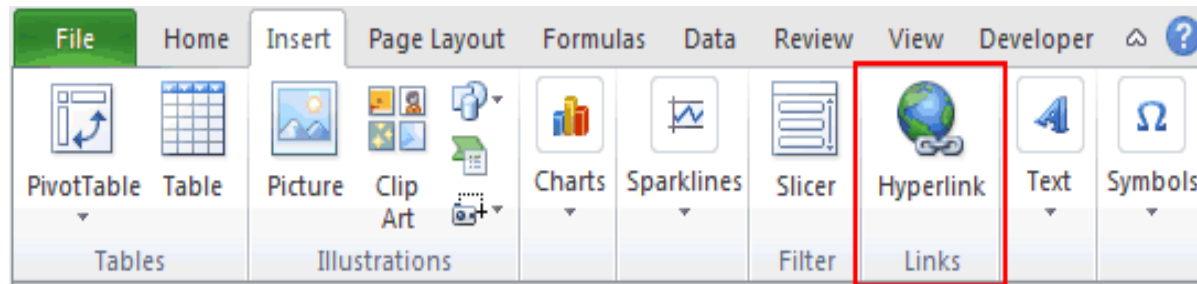 File Home Insert Page Layout Formulas Data Review View Developer ?
PivotTable Table Picture Clip Art Charts Sparklines Slicer Hyperlink Text Symbols
Tables Illustrations Filter Links